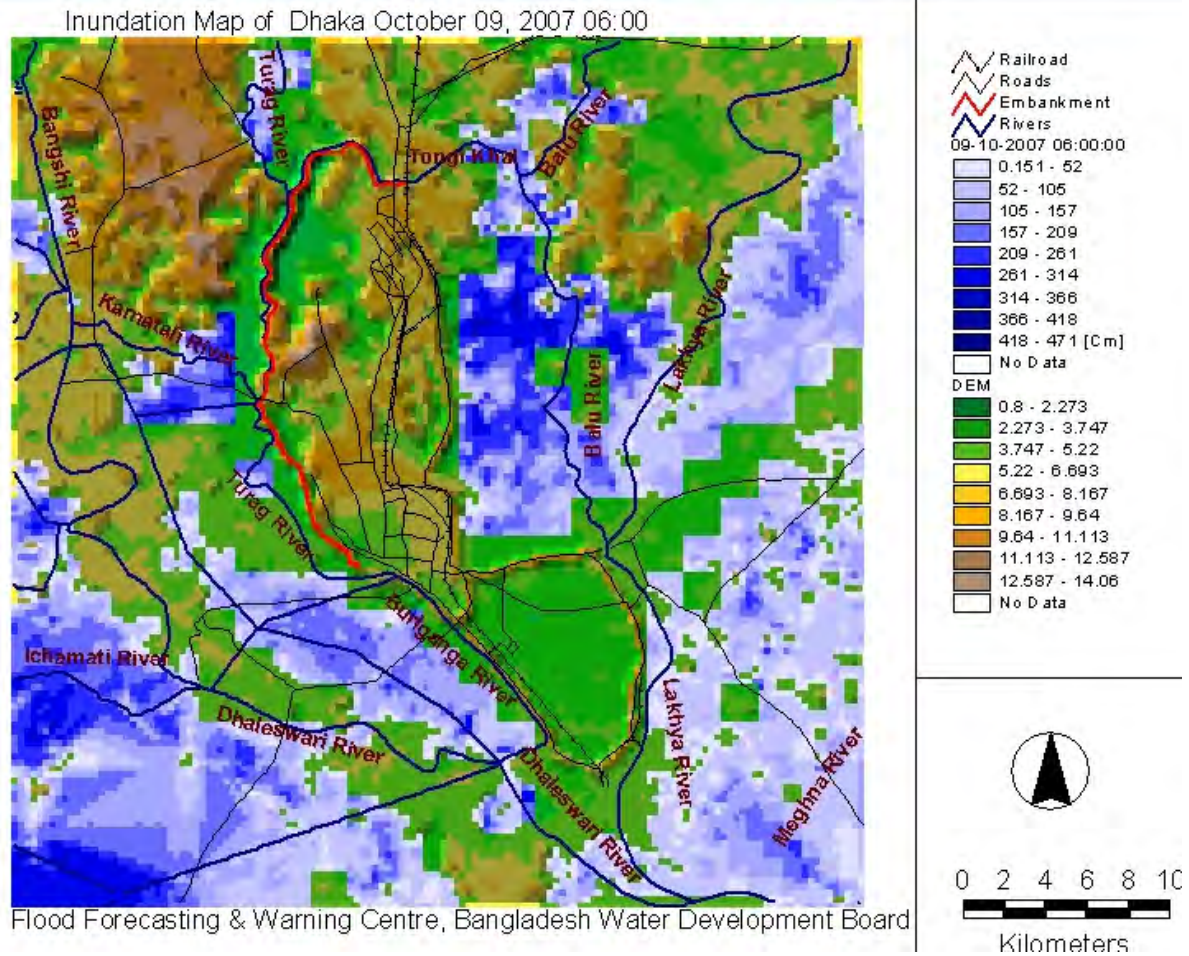 Inundation Map of Dhaka October 09, 2007 06:00
Turag River
Bangshi River
Tongi Khal
Balu River
Karnatali River
Lakhya River
Balu River
Turag River
Buriganga River
Ichamati River
Dhaleswari River
Lakhya River
Dhaleswari River
Meghna River
Flood Forecasting & Warning Centre, Bangladesh Water Development Board
Railroad
Roads
Embankment
Rivers
09-10-2007 06:00:00
0.151 - 52
52 - 105
105 - 157
157 - 209
209 - 261
261 - 314
314 - 366
366 - 418
418 - 471 [Cm]
No Data
DEM
0.8 - 2.273
2.273 - 3.747
3.747 - 5.22
5.22 - 6.693
6.693 - 8.167
8.167 - 9.64
9.64 - 11.113
11.113 - 12.587
12.587 - 14.06
No Data
0 2 4 6 8 10
Kilometers